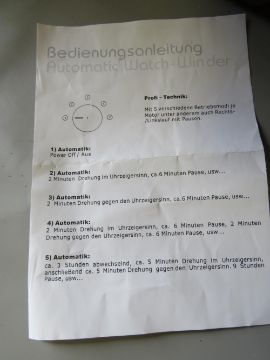 Bedienungsanleitung
Automatic Watch-Winder
Profi - Technik:
Mit 5 verschiedene Betriebsmodi je
Motor unter anderem auch Rechts-
/Linkslauf mit Pausen.
1) Automatik:
Power Off / Aus
2) Automatik:
2 Minuten Drehung im Uhrzeigersinn, ca.6 Minuten Pause, usw...
3) Automatik:
2 Minuten Drehung gegen den Uhrzeigersinn, ca.6 Minuten Pause, usw...
4) Automatik:
2 Minuten Drehung im Uhrzeigersinn, ca. 6 Minuten Pause, 2 Minuten
Drehung gegen den Uhrzeigersinn, ca. 6 Minuten Pause, usw...
5) Automatik:
ca. 3 Stunden abwechselnd, ca. 5 Minuten Drehung im Uhrzeigersinn,
anschließend ca. 5 Minuten Drehung gegen den Uhrzeigersinn. 9 Stunden
Pause, usw...